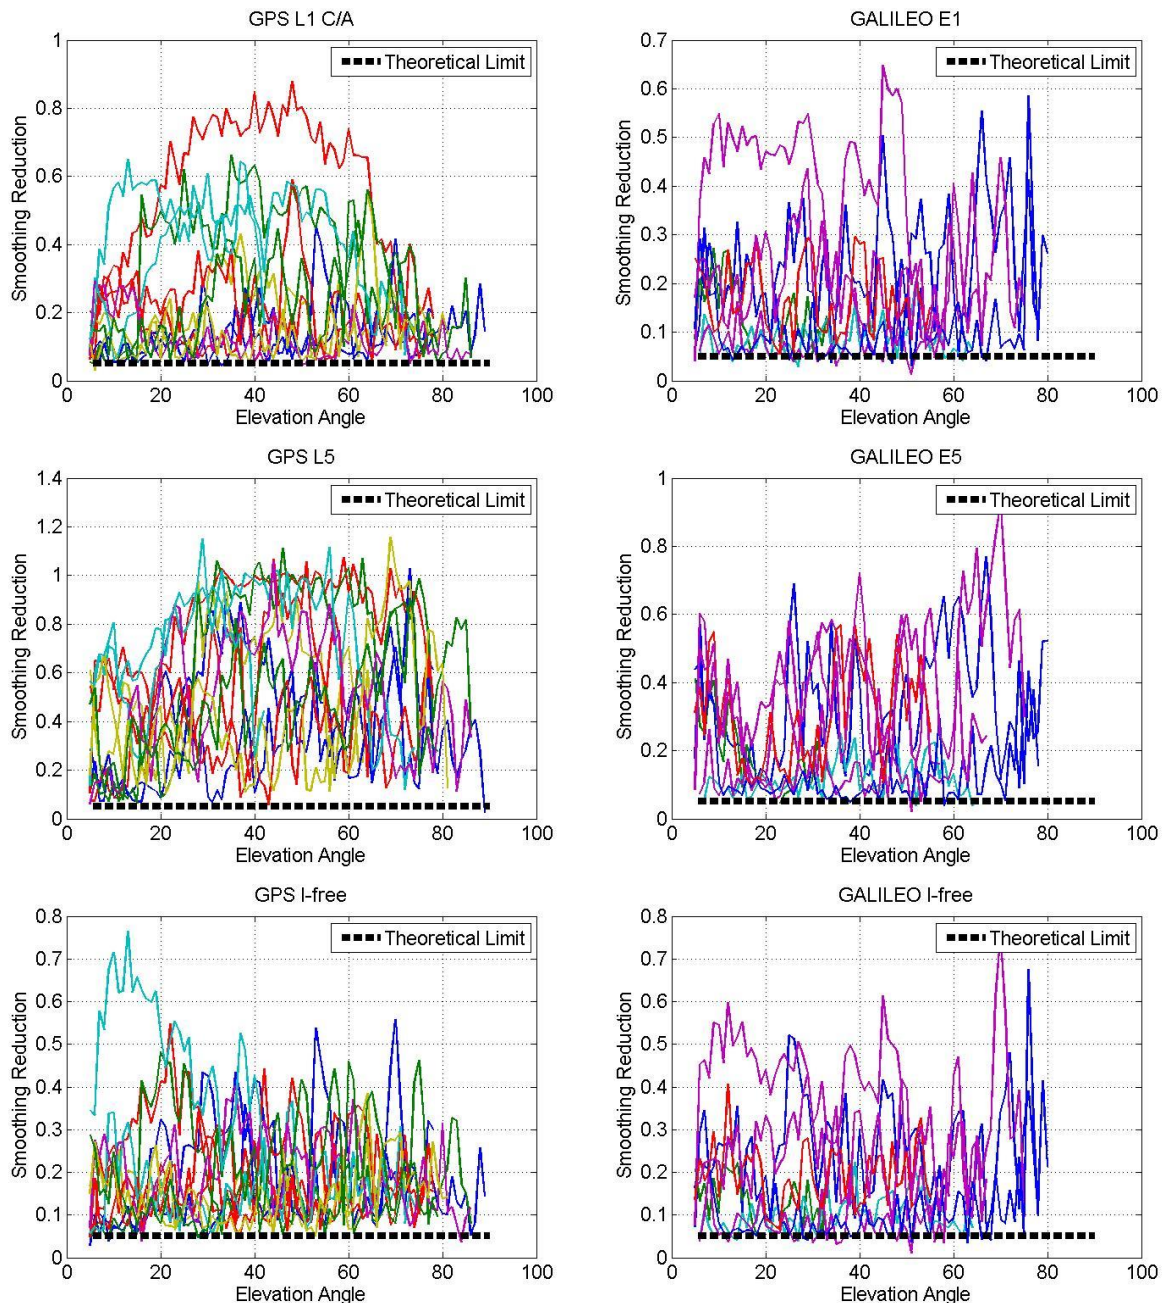 GPS L1 C/A
1
0.8
0.6
0.4
0.2
0
0 20 40 60 80 100
Smoothing Reduction
Elevation Angle
Theoretical Limit
GALILEO E1
0.7
0.6
0.5
0.4
0.3
0.2
0.1
0
0 20 40 60 80 100
Smoothing Reduction
Elevation Angle
Theoretical Limit
GPS L5
1.4
1.2
1
0.8
0.6
0.4
0.2
0
0 20 40 60 80 100
Smoothing Reduction
Elevation Angle
Theoretical Limit
GALILEO E5
1
0.8
0.6
0.4
0.2
0
0 20 40 60 80 100
Smoothing Reduction
Elevation Angle
Theoretical Limit
GPS I-free
0.8
0.7
0.6
0.5
0.4
0.3
0.2
0.1
0
0 20 40 60 80 100
Smoothing Reduction
Elevation Angle
Theoretical Limit
GALILEO I-free
0.8
0.7
0.6
0.5
0.4
0.3
0.2
0.1
0
0 20 40 60 80 100
Smoothing Reduction
Elevation Angle
Theoretical Limit